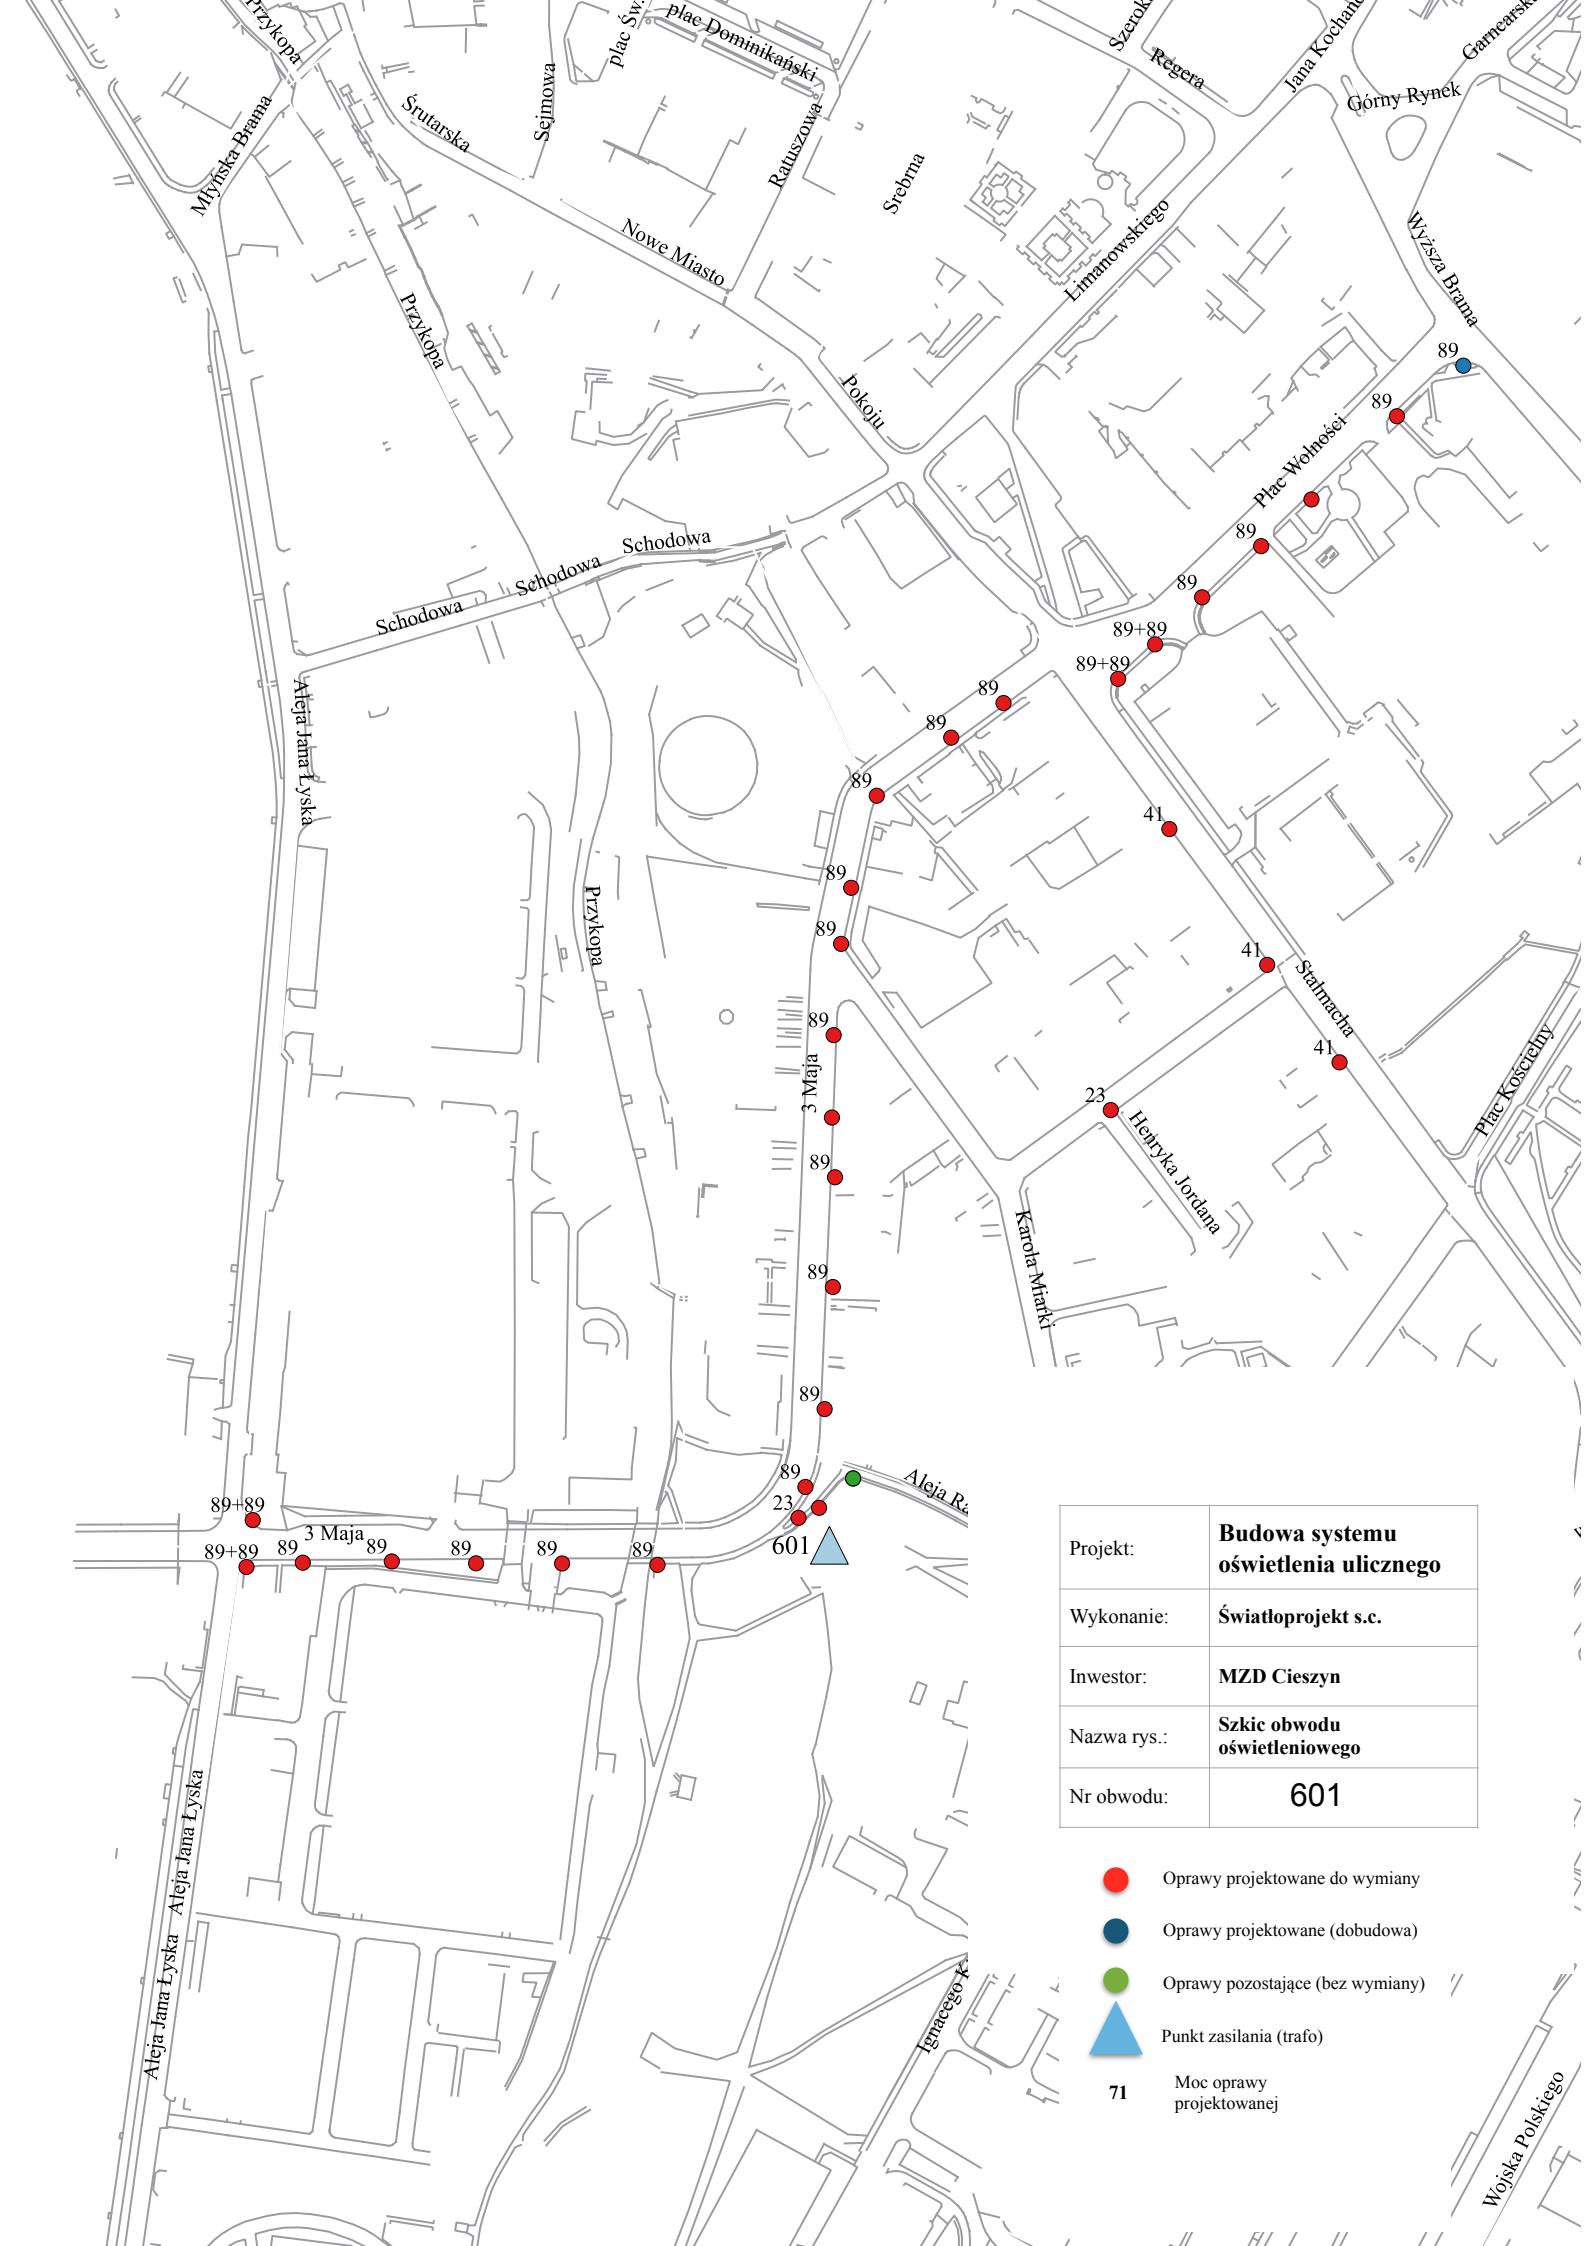 Przykopa
plac Św.
plac Dominikański
Regera
Górny Rynek
Młyńska Brama
Śrutarska
Sejmowa
Ratuszowa
Srebrna
Limanowskiego
Wyższa Brama
Nowe Miasto
Przykopa
Pokoju
89
89
Plac Wolności
89
89
Schodowa
Schodowa
Schodowa
89+89
89+89
89
89
89
Aleja Jana Łyska
41
89
Przykopa
89
41
Stalmacha
89
3 Maja
41
Plac Kościelny
23
Henryka Jordana
89
Karola Miarki
89
89
89
23
Aleja Ra
601
89+89
3 Maja
89+89
89
89
89
89
89
Projekt:
Budowa systemu
oświetlenia ulicznego
Wykonanie:
Światłoprojekt s.c.
Inwestor:
MZD Cieszyn
Nazwa rys.:
Szkic obwodu
oświetleniowego
Nr obwodu:
601
Aleja Jana Łyska
Aleja Jana Łyska
Ignacego K
Oprawy projektowane do wymiany
Oprawy projektowane (dobudowa)
Oprawy pozostające (bez wymiany)
Punkt zasilania (trafo)
71
Moc oprawy
projektowanej
Wojska Polskiego